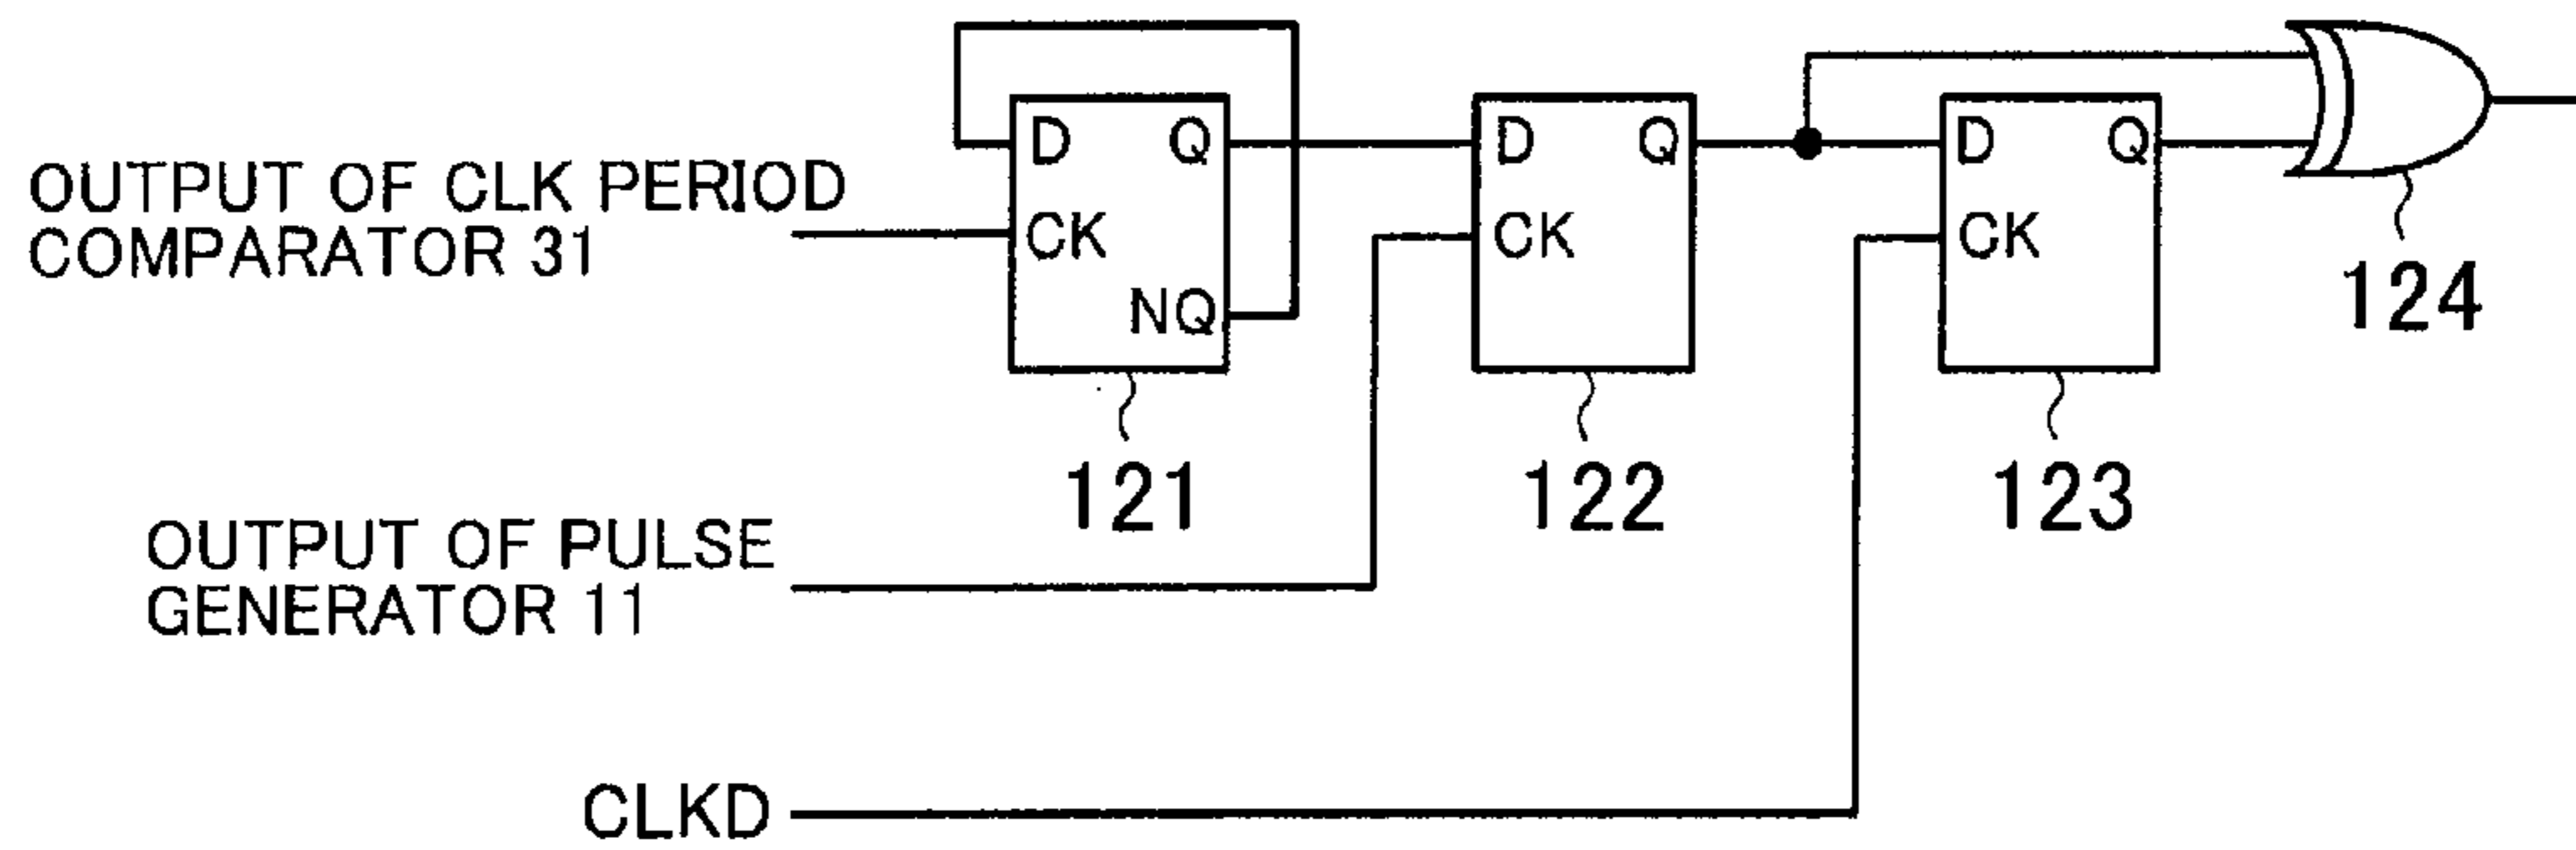 OUTPUT OF CLK PERIOD
COMPARATOR 31
D Q
CK
NQ
121
D Q
CK
122
D Q
CK
123
124
OUTPUT OF PULSE
GENERATOR 11
CLKD